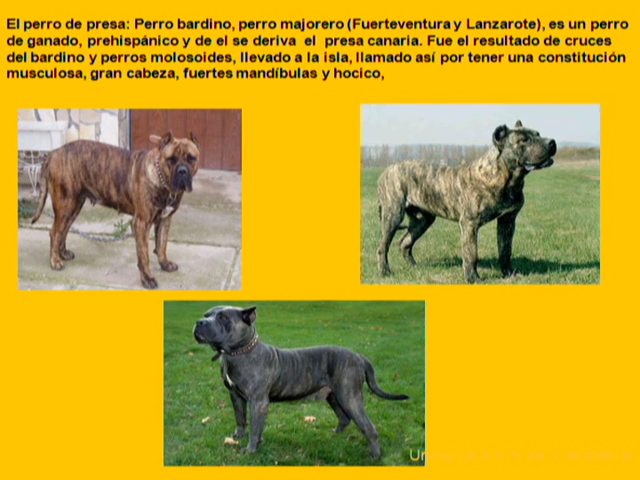 El perro de presa: Perro bardino, perro majorero (Fuerteventura y Lanzarote), es un perro
de ganado, prehispánico y de el se deriva el presa canaria. Fue el resultado de cruces
del bardino y perros molosoides, llevado a la isla, llamado así por tener una constitución
musculosa, gran cabeza, fuertes mandíbulas y hocico,